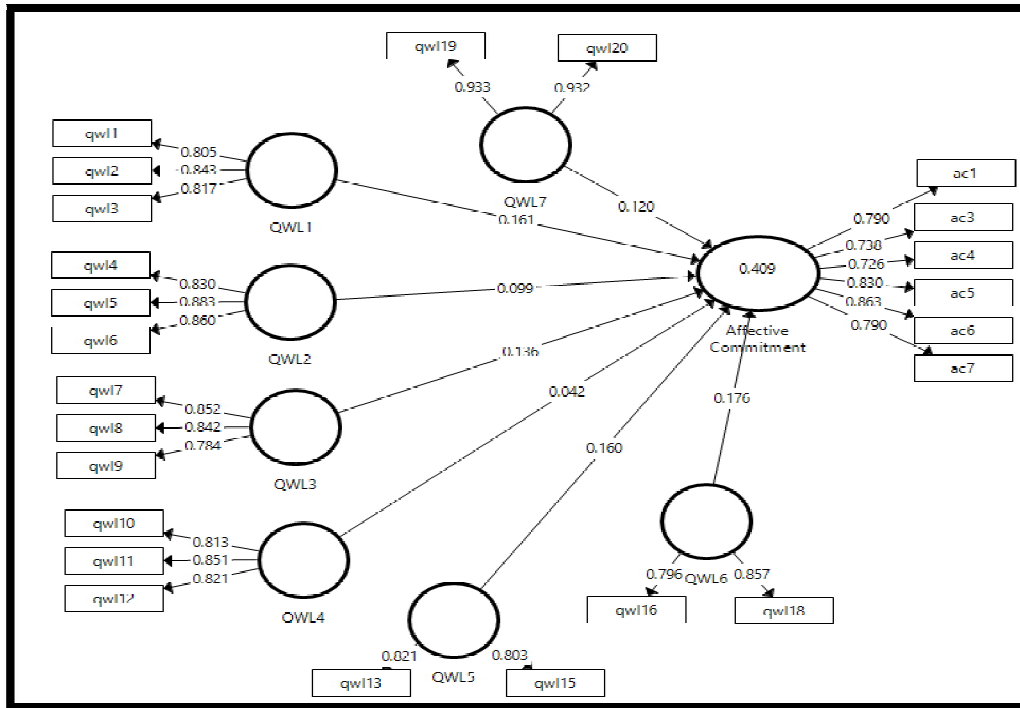 qwl19
qwl20
0.933
0.932
QWL7
qwl1
qwl2
qwl3
0.805
0.843
0.817
QWL1
0.161
0.120
qwl4
qwl5
qwl6
0.830
0.883
0.860
QWL2
0.099
qwl7
qwl8
qwl9
0.852
0.842
0.784
QWL3
0.136
qwl10
qwl11
qwl12
0.813
0.851
0.821
QWL4
0.042
0.821
0.803
QWL5
qwl13
qwl15
0.160
0.796
0.857
QWL6
qwl16
qwl18
0.176
0.409
Affective
Commitment
0.790
0.738
0.726
0.830
0.863
0.790
ac1
ac3
ac4
ac5
ac6
ac7